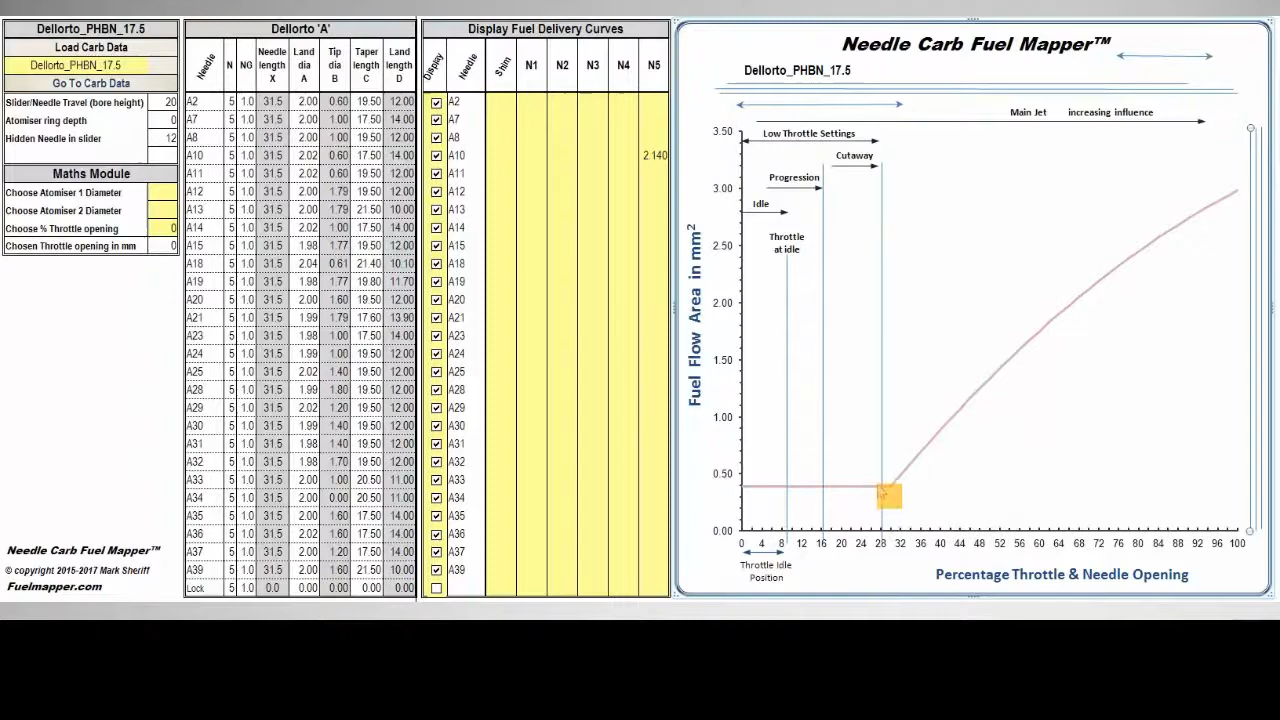 Dellorto_PHBN_17.5
Load Carb Data
Dellorto_PHBN_17.5
Go To Carb Data
Slider/Needle Travel (bore height) 20
Atomiser ring depth 0
Hidden Needle in slider 12
Maths Module
Choose Atomiser 1 Diameter
Choose Atomiser 2 Diameter
Choose % Throttle opening 0
Chosen Throttle opening in mm 0
Needle Carb Fuel Mapper™
© copyright 2015-2017 Mark Sheriff
Fuelmapper.com
Dellorto 'A'
Needle N NG Needle length X Land dia A Tip dia B Taper length C Land length D
A2 5 1.0 31.5 2.00 0.60 19.50 12.00
A7 5 1.0 31.5 2.00 1.00 17.50 14.00
A8 5 1.0 31.5 2.00 1.00 19.50 12.00
A10 5 1.0 31.5 2.02 0.60 17.50 14.00
A11 5 1.0 31.5 2.02 0.60 19.50 12.00
A12 5 1.0 31.5 2.00 1.79 19.50 12.00
A13 5 1.0 31.5 2.00 1.79 21.50 10.00
A14 5 1.0 31.5 2.02 1.00 17.50 14.00
A15 5 1.0 31.5 1.98 1.77 19.50 12.00
A18 5 1.0 31.5 2.04 0.61 21.40 10.10
A19 5 1.0 31.5 1.98 1.77 19.80 11.70
A20 5 1.0 31.5 2.00 1.60 19.50 12.00
A21 5 1.0 31.5 1.99 1.79 17.60 13.90
A23 5 1.0 31.5 1.98 1.00 17.50 14.00
A24 5 1.0 31.5 1.99 1.00 19.50 12.00
A25 5 1.0 31.5 2.02 1.40 19.50 12.00
A28 5 1.0 31.5 1.99 1.80 19.50 12.00
A29 5 1.0 31.5 2.02 1.20 19.50 12.00
A30 5 1.0 31.5 1.99 1.40 19.50 12.00
A31 5 1.0 31.5 1.98 1.40 19.50 12.00
A32 5 1.0 31.5 1.98 1.70 19.50 12.00
A33 5 1.0 31.5 2.00 1.00 20.50 11.00
A34 5 1.0 31.5 2.00 0.00 20.50 11.00
A35 5 1.0 31.5 2.00 1.60 17.50 14.00
A36 5 1.0 31.5 2.02 1.60 17.50 14.00
A37 5 1.0 31.5 2.00 1.20 17.50 14.00
A39 5 1.0 31.5 2.00 1.60 21.50 10.00
Lock 5 1.0 0.0 0.00 0.00 0.00 0.00
Display Fuel Delivery Curves
Display Needle Shim N1 N2 N3 N4 N5
A2
A7
A8
A10 2.140
A11
A12
A13
A14
A15
A18
A19
A20
A21
A23
A24
A25
A28
A29
A30
A31
A32
A33
A34
A35
A36
A37
A39
Needle Carb Fuel Mapper™
Dellorto_PHBN_17.5
Main Jet increasing influence
Low Throttle Settings
Cutaway
Progression
Idle
Throttle
at idle
Fuel Flow Area in mm²
3.50
3.00
2.50
2.00
1.50
1.00
0.50
0.00
0 4 8 12 16 20 24 28 32 36 40 44 48 52 56 60 64 68 72 76 80 84 88 92 96 100
Throttle Idle
Position
Percentage Throttle & Needle Opening